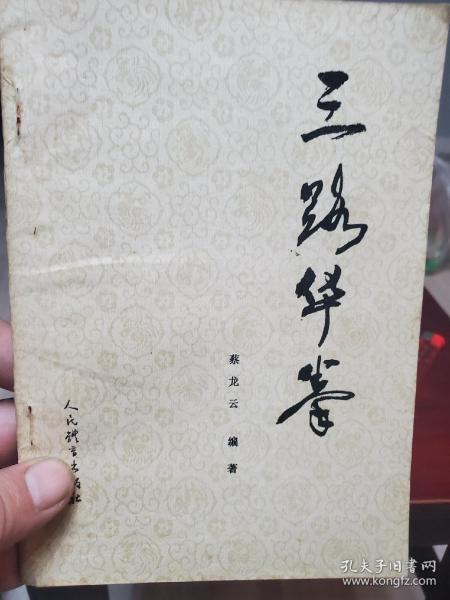 三路华拳
蔡龙云 编著
人民体育出版社
孔夫子旧书网
www.kongfz.com